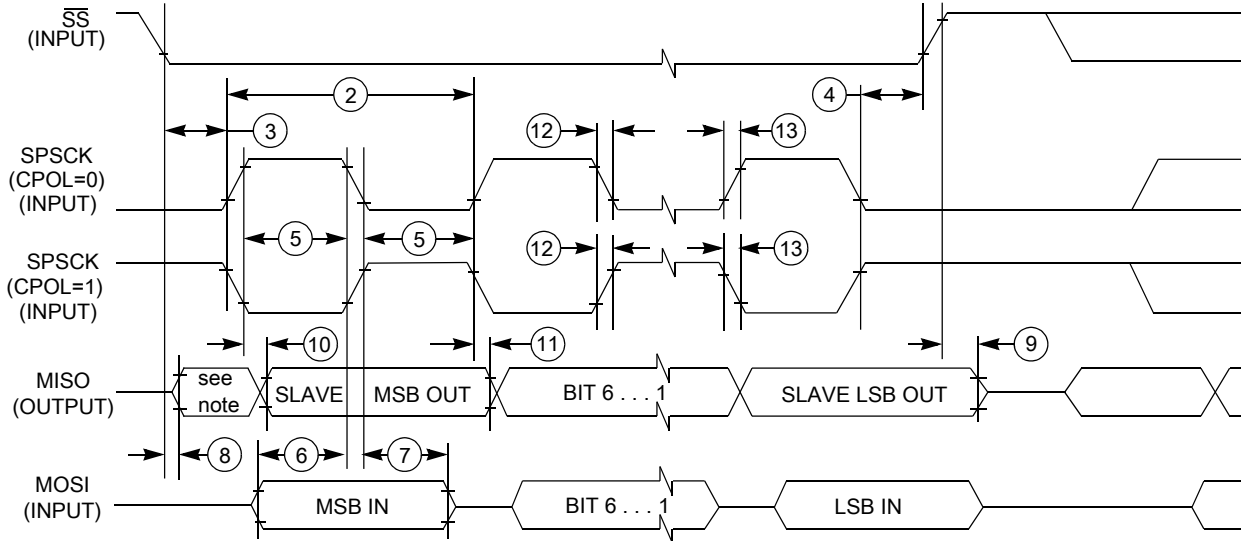 SS
(INPUT)
2
4
3
12
13
SPSCK
(CPOL=0)
(INPUT)
5
5
12
13
SPSCK
(CPOL=1)
(INPUT)
10
11
9
MISO
(OUTPUT)
see
note
SLAVE
MSB OUT
BIT 6 . . . 1
SLAVE LSB OUT
8
6
7
MOSI
(INPUT)
MSB IN
BIT 6 . . . 1
LSB IN